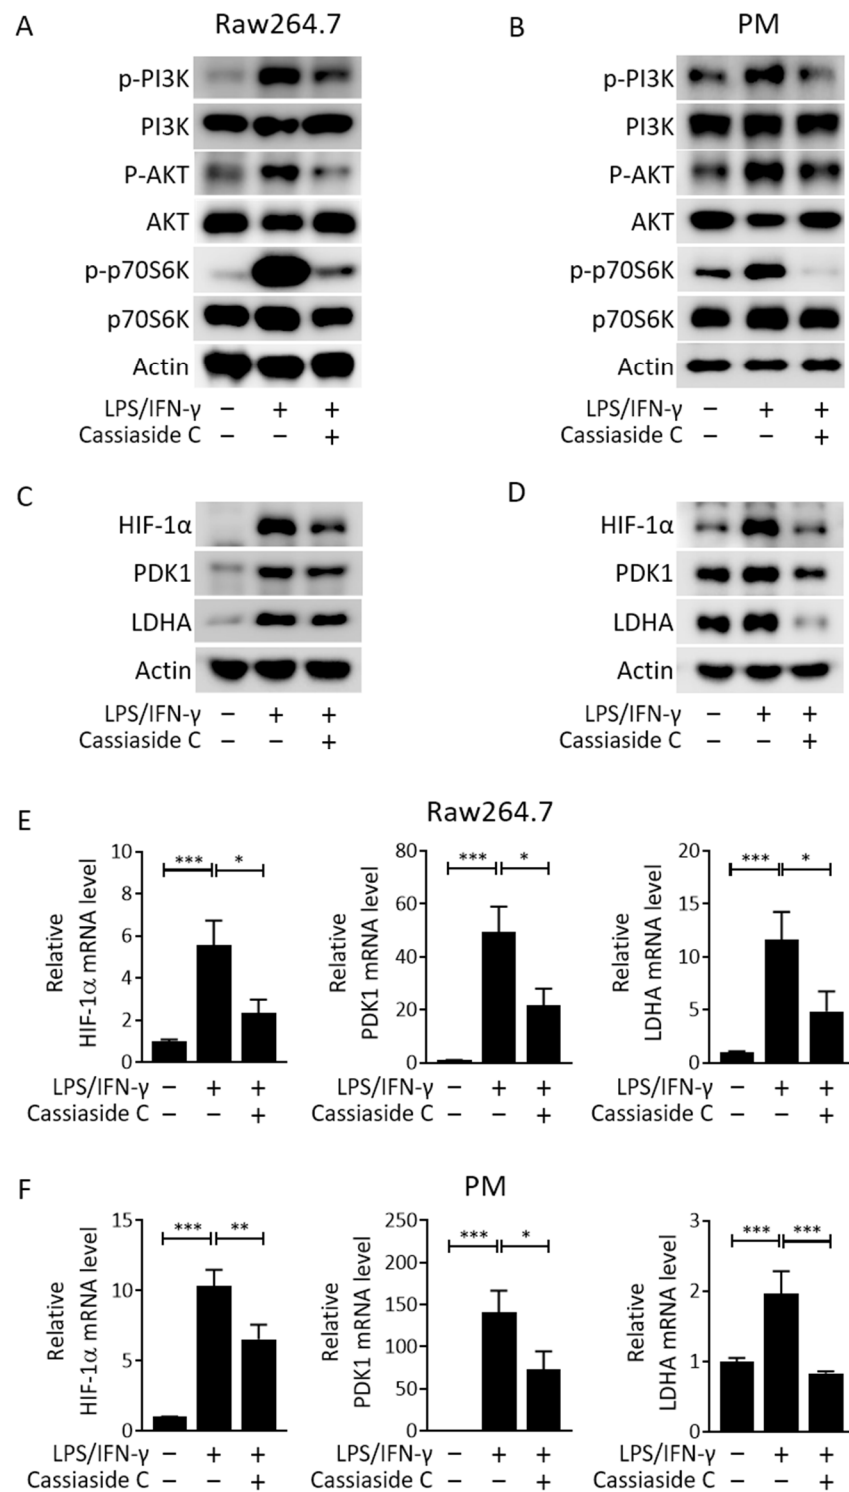 A Raw264.7
p-PI3K
PI3K
P-AKT
AKT
p-p70S6K
p70S6K
Actin
LPS/IFN-γ − + +
Cassiaside C − − +
B PM
p-PI3K
PI3K
P-AKT
AKT
p-p70S6K
p70S6K
Actin
LPS/IFN-γ − + +
Cassiaside C − − +
C
HIF-1α
PDK1
LDHA
Actin
LPS/IFN-γ − + +
Cassiaside C − − +
D
HIF-1α
PDK1
LDHA
Actin
LPS/IFN-γ − + +
Cassiaside C − − +
E Raw264.7
Relative
HIF-1α mRNA level
10
8
6
4
2
0
*** *
LPS/IFN-γ − + +
Cassiaside C − − +
Relative
PDK1 mRNA level
80
60
40
20
0
*** *
LPS/IFN-γ − + +
Cassiaside C − − +
Relative
LDHA mRNA level
20
15
10
5
0
*** *
LPS/IFN-γ − + +
Cassiaside C − − +
F PM
Relative
HIF-1α mRNA level
15
10
5
0
*** **
LPS/IFN-γ − + +
Cassiaside C − − +
Relative
PDK1 mRNA level
250
200
150
100
50
0
*** *
LPS/IFN-γ − + +
Cassiaside C − − +
Relative
LDHA mRNA level
3
2
1
0
*** ***
LPS/IFN-γ − + +
Cassiaside C − − +